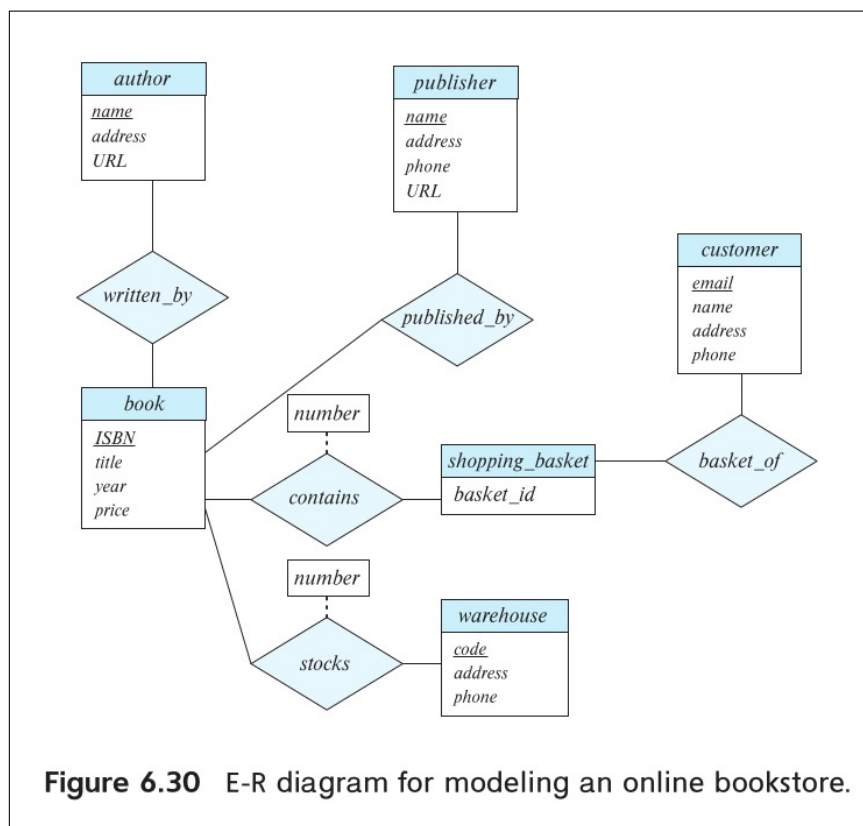 author
name
address
URL
publisher
name
address
phone
URL
customer
email
name
address
phone
written_by
published_by
book
ISBN
title
year
price
number
contains
shopping_basket
basket_id
basket_of
number
stocks
warehouse
code
address
phone
Figure 6.30 E-R diagram for modeling an online bookstore.